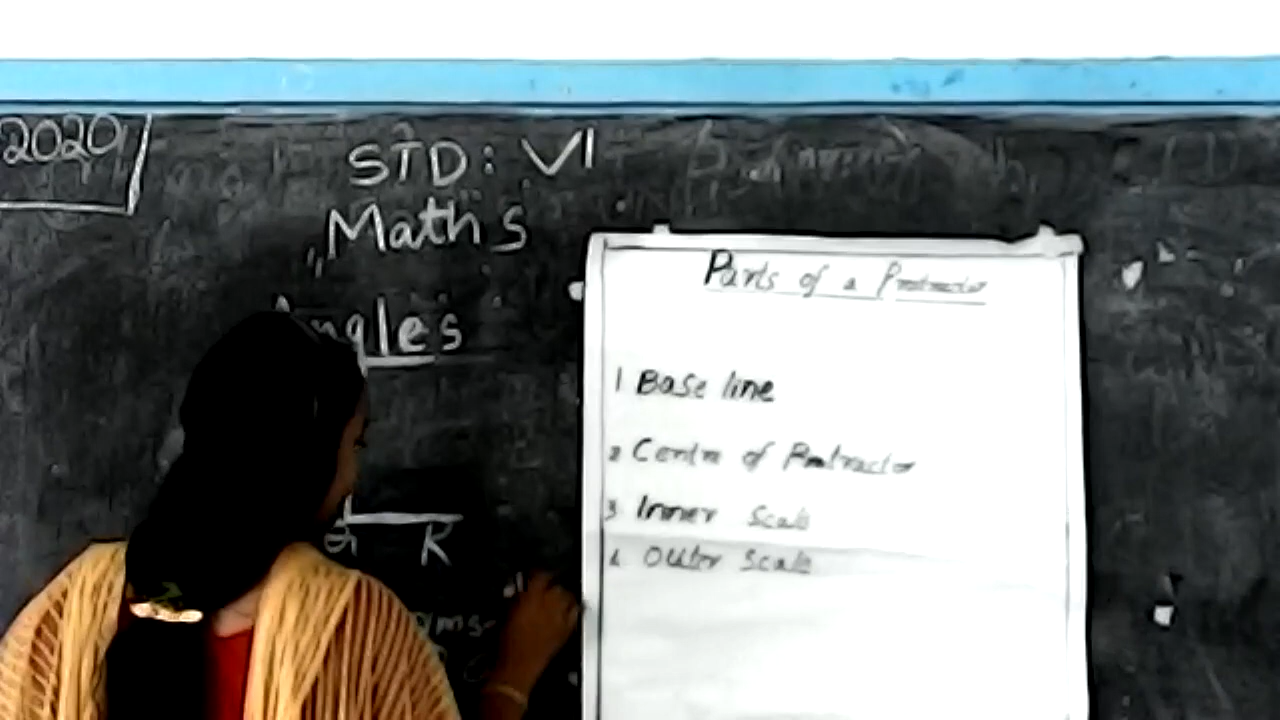 2020
STD: VI
Maths
Angles
R
Parts of a Protractor
1 Base line
2 Centre of Protractor
3 Inner Scale
4 Outer Scale